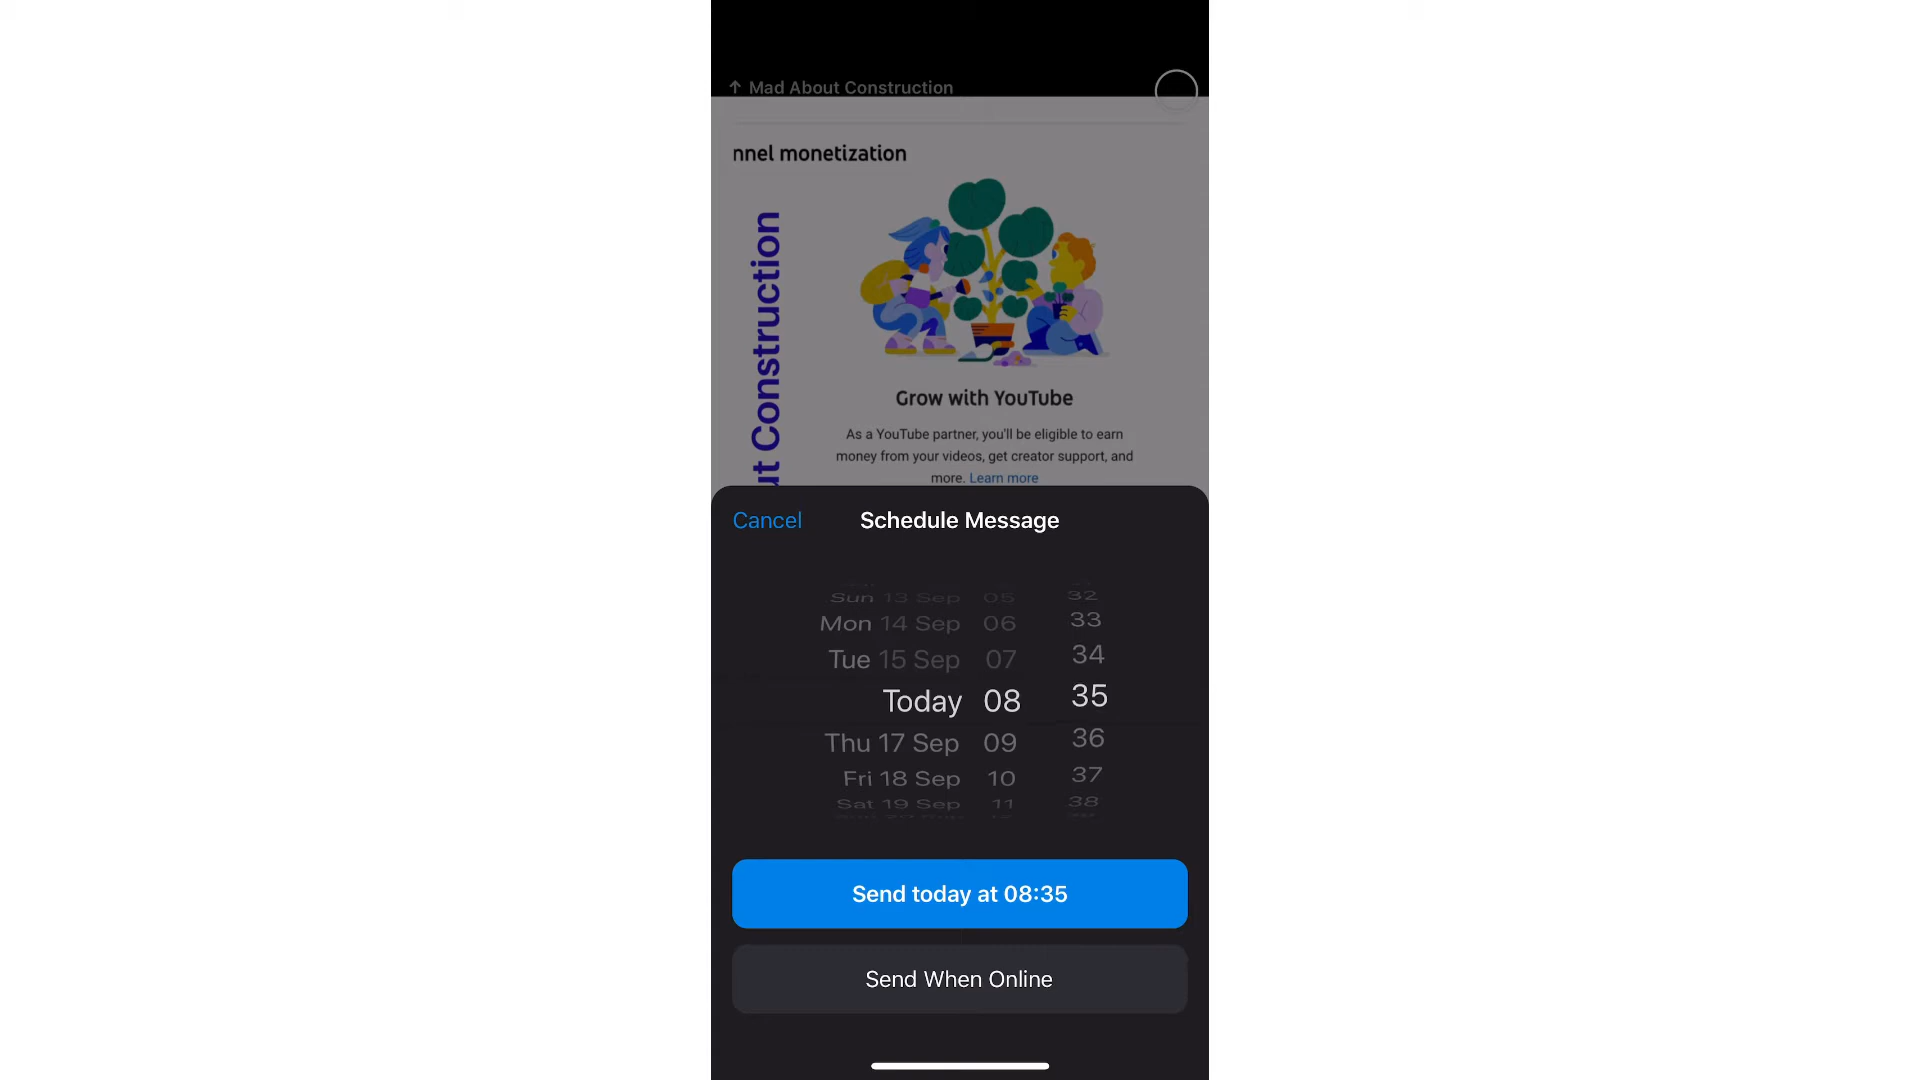 ↑ Mad About Construction
nnel monetization
ut Construction
Grow with YouTube
As a YouTube partner, you'll be eligible to earn
money from your videos, get creator support, and
more. Learn more
Cancel Schedule Message
Sun 13 Sep 05 32
Mon 14 Sep 06 33
Tue 15 Sep 07 34
Today 08 35
Thu 17 Sep 09 36
Fri 18 Sep 10 37
Sat 19 Sep 11 38
Send today at 08:35
Send When Online